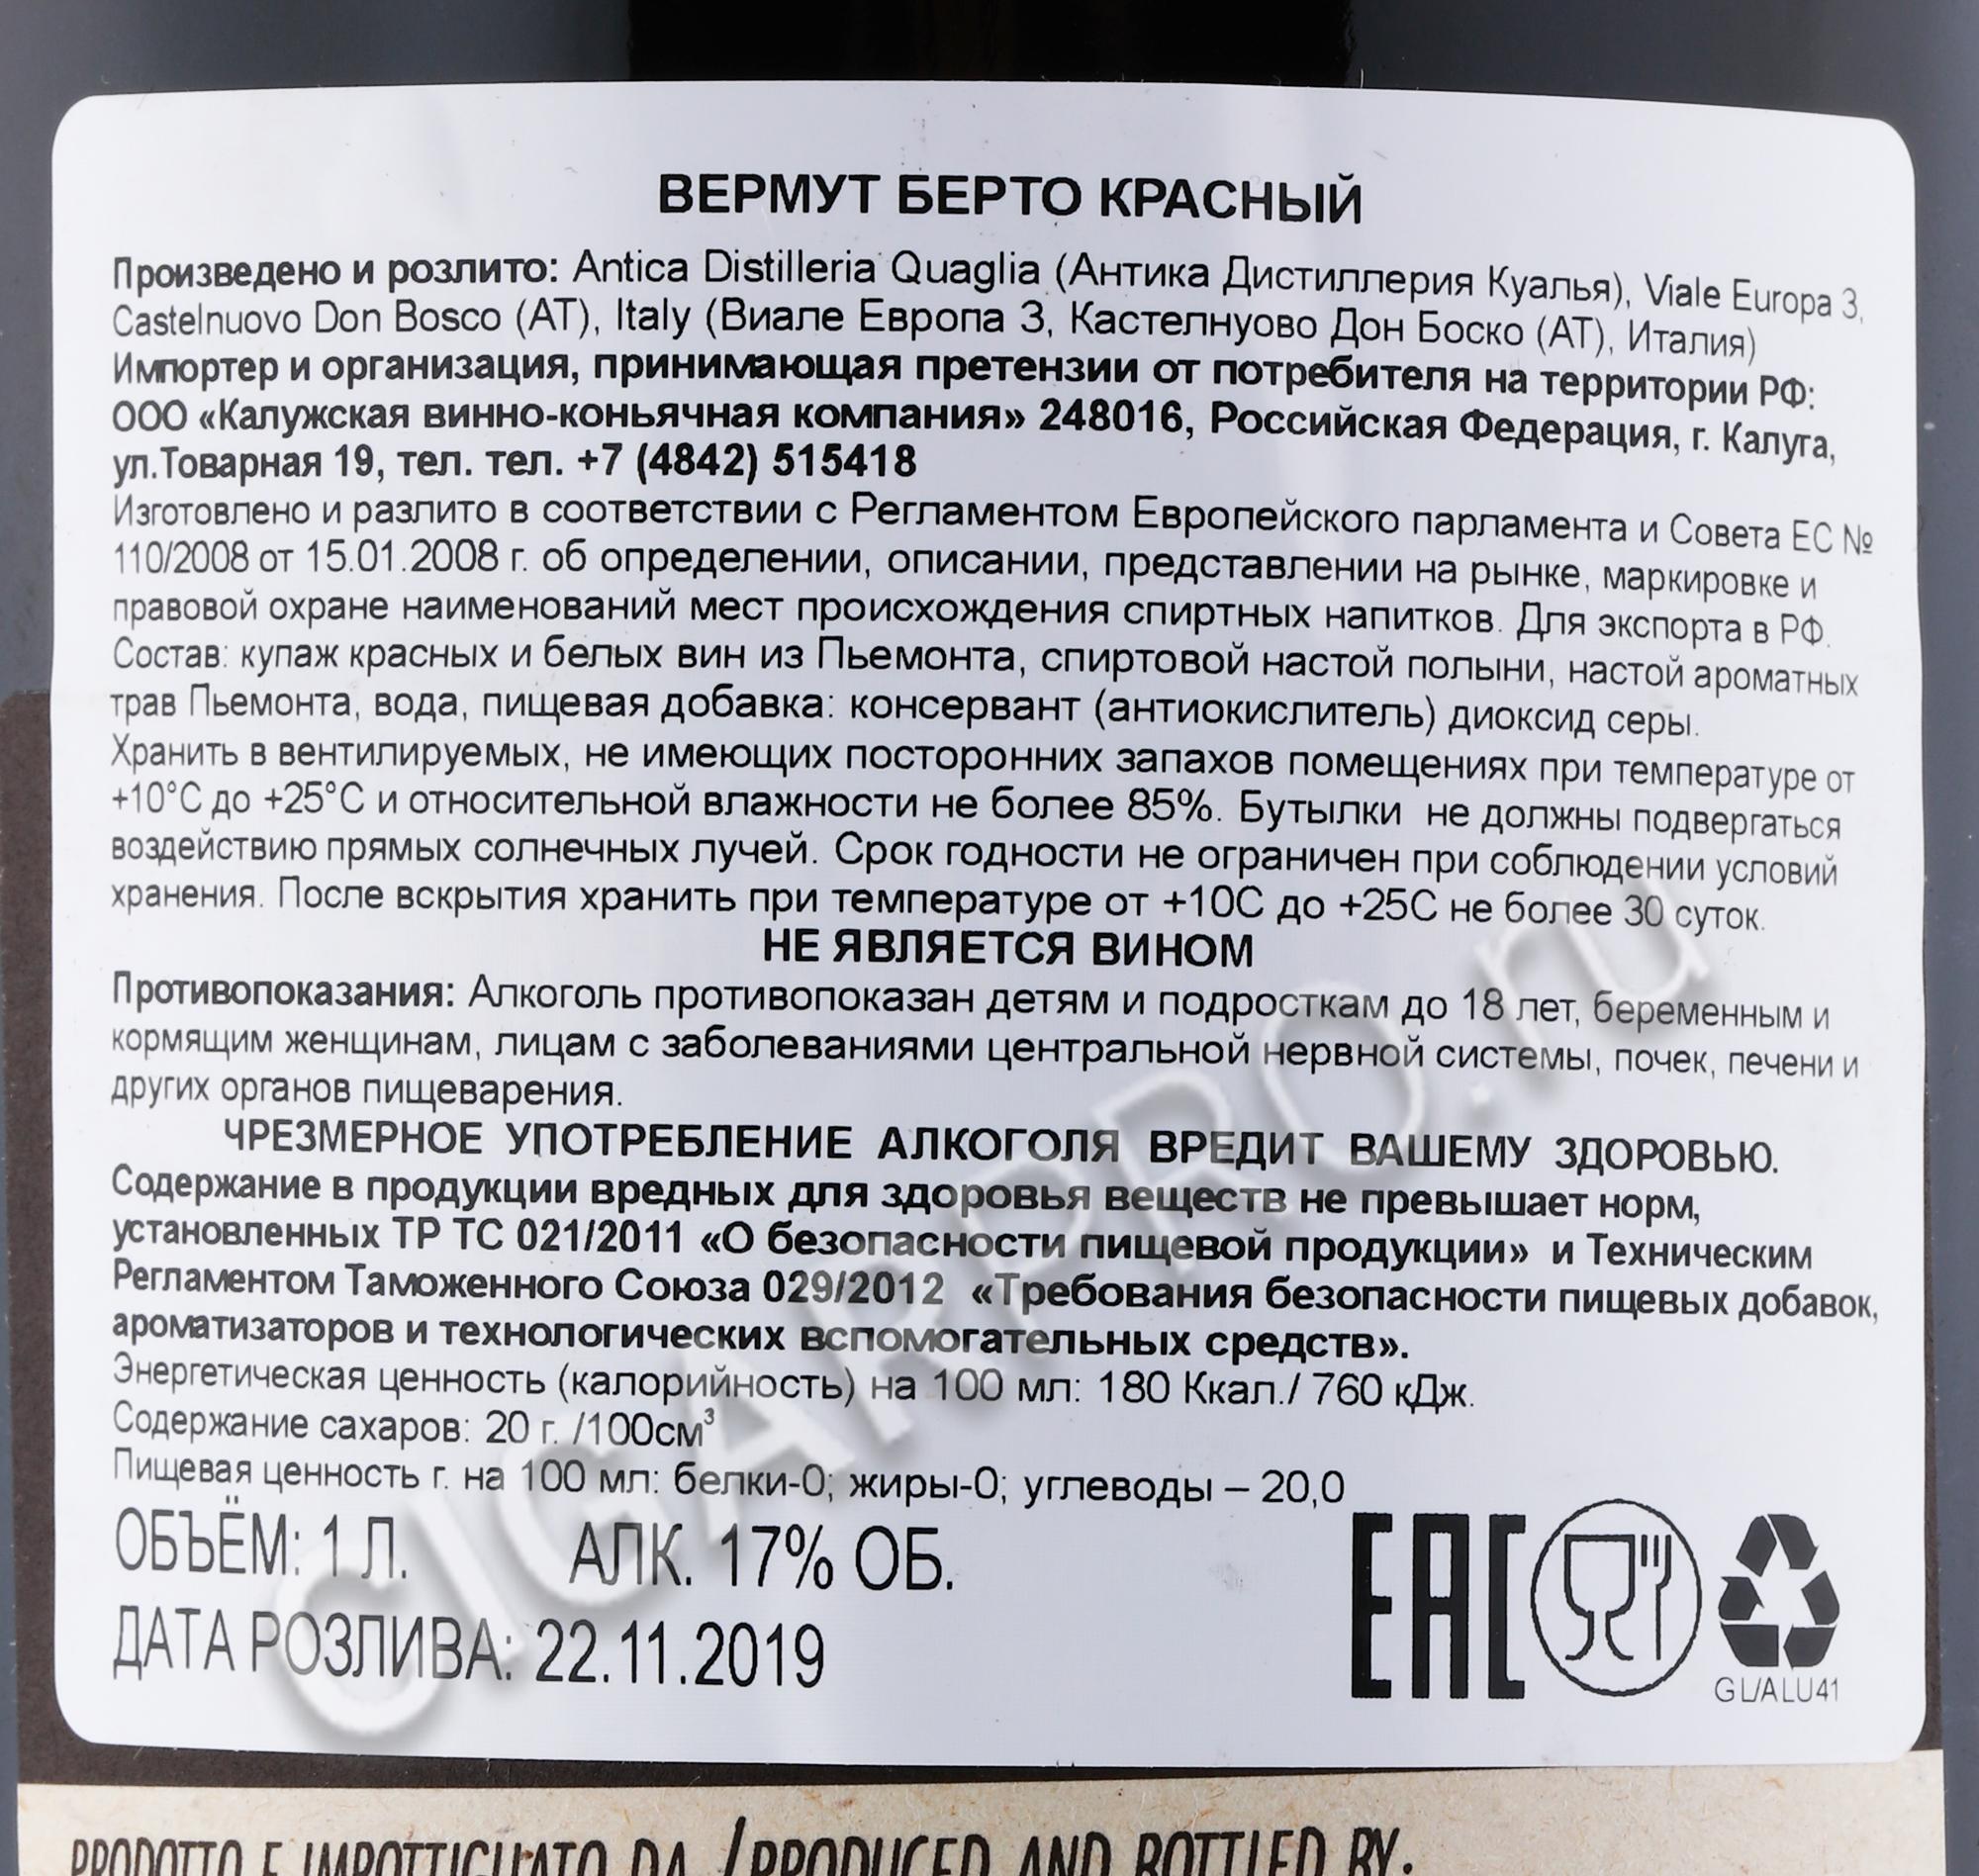 ВЕРМУТ БЕРТО КРАСНЫЙ
Произведено и розлито: Antica Distilleria Quaglia (Антика Дистиллерия Куалья), Viale Europa 3,
Castelnuovo Don Bosco (AT), Italy (Виале Европа 3, Кастелнуово Дон Боско (АТ), Италия)
Импортер и организация, принимающая претензии от потребителя на территории РФ:
ООО «Калужская винно-коньячная компания» 248016, Российская Федерация, г. Калуга,
ул.Товарная 19, тел. тел. +7 (4842) 515418
Изготовлено и разлито в соответствии с Регламентом Европейского парламента и Совета ЕС №
110/2008 от 15.01.2008 г. об определении, описании, представлении на рынке, маркировке и
правовой охране наименований мест происхождения спиртных напитков. Для экспорта в РФ.
Состав: купаж красных и белых вин из Пьемонта, спиртовой настой полыни, настой ароматных
трав Пьемонта, вода, пищевая добавка: консервант (антиокислитель) диоксид серы.
Хранить в вентилируемых, не имеющих посторонних запахов помещениях при температуре от
+10°С до +25°С и относительной влажности не более 85%. Бутылки не должны подвергаться
воздействию прямых солнечных лучей. Срок годности не ограничен при соблюдении условий
хранения. После вскрытия хранить при температуре от +10С до +25С не более 30 суток.
НЕ ЯВЛЯЕТСЯ ВИНОМ
Противопоказания: Алкоголь противопоказан детям и подросткам до 18 лет, беременным и
кормящим женщинам, лицам с заболеваниями центральной нервной системы, почек, печени и
других органов пищеварения.
ЧРЕЗМЕРНОЕ УПОТРЕБЛЕНИЕ АЛКОГОЛЯ ВРЕДИТ ВАШЕМУ ЗДОРОВЬЮ.
Содержание в продукции вредных для здоровья веществ не превышает норм,
установленных ТР ТС 021/2011 «О безопасности пищевой продукции» и Техническим
Регламентом Таможенного Союза 029/2012 «Требования безопасности пищевых добавок,
ароматизаторов и технологических вспомогательных средств».
Энергетическая ценность (калорийность) на 100 мл: 180 Ккал./ 760 кДж.
Содержание сахаров: 20 г. /100см³
Пищевая ценность г. на 100 мл: белки-0; жиры-0; углеводы – 20,0
ОБЪЁМ: 1 Л. АЛК. 17% ОБ.
ДАТА РОЗЛИВА: 22.11.2019
EAC
GL/ALU41
CIGARPRO.ru
PRODOTTO E IMBOTTIGLIATO DA / PRODUCED AND BOTTLED BY: